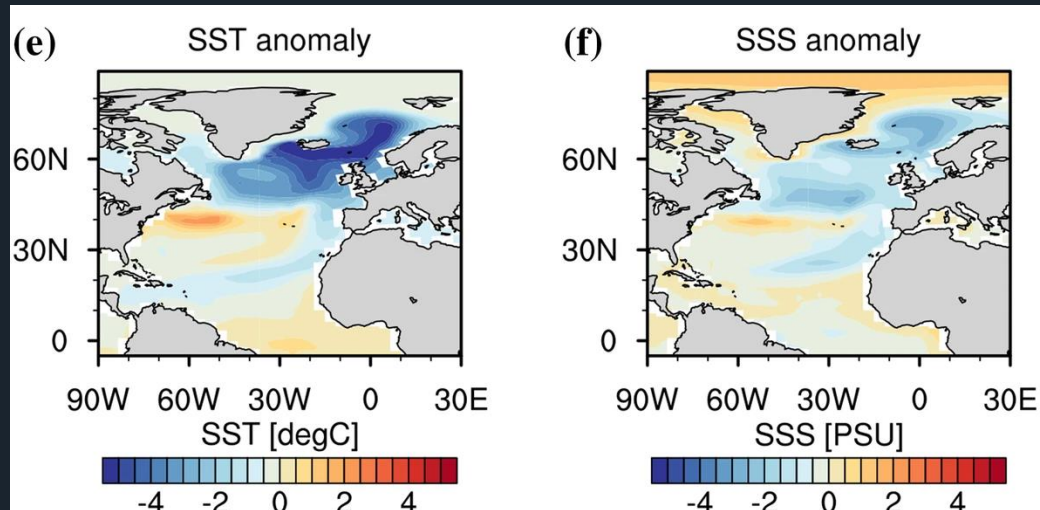 (e) SST anomaly
60N
30N
0
90W 60W 30W 0 30E
SST [degC]
-4 -2 0 2 4
(f) SSS anomaly
60N
30N
0
90W 60W 30W 0 30E
SSS [PSU]
-4 -2 0 2 4